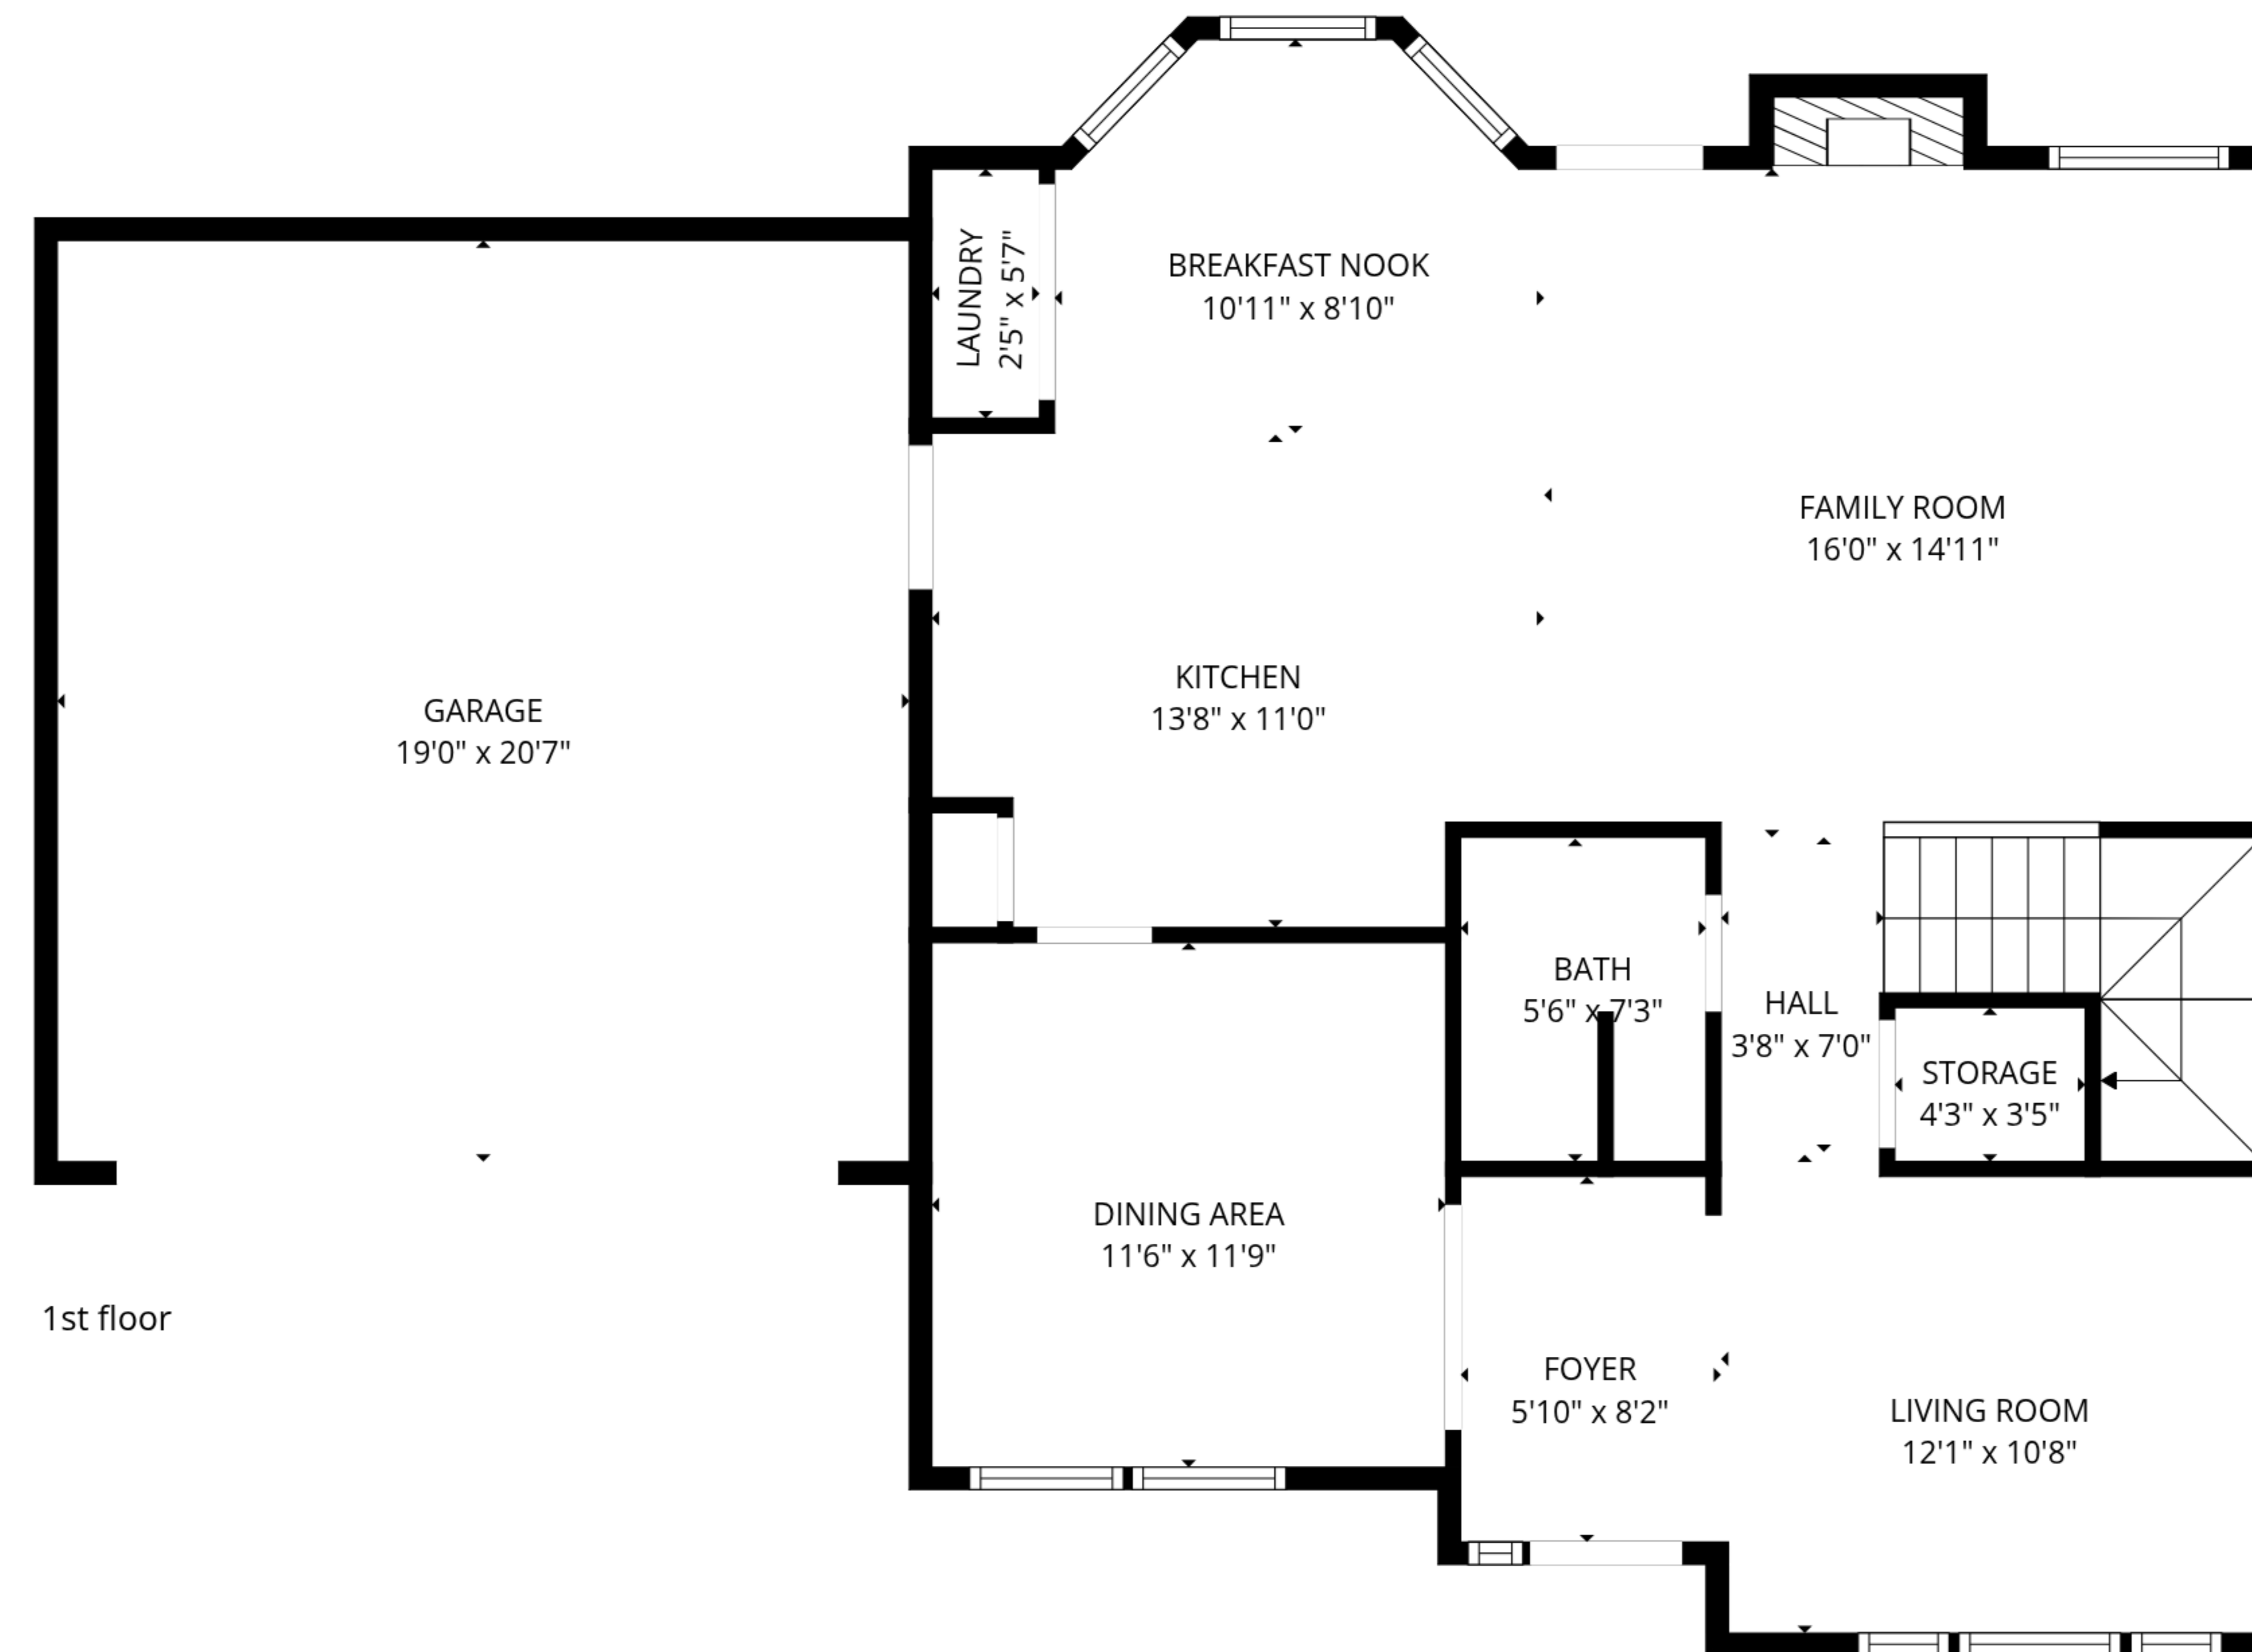 BREAKFAST NOOK
10'11" x 8'10"
LAUNDRY
2'5" x 5'7"
FAMILY ROOM
16'0" x 14'11"
KITCHEN
13'8" x 11'0"
GARAGE
19'0" x 20'7"
BATH
5'6" x 7'3"
HALL
3'8" x 7'0"
STORAGE
4'3" x 3'5"
DINING AREA
11'6" x 11'9"
1st floor
FOYER
5'10" x 8'2"
LIVING ROOM
12'1" x 10'8"